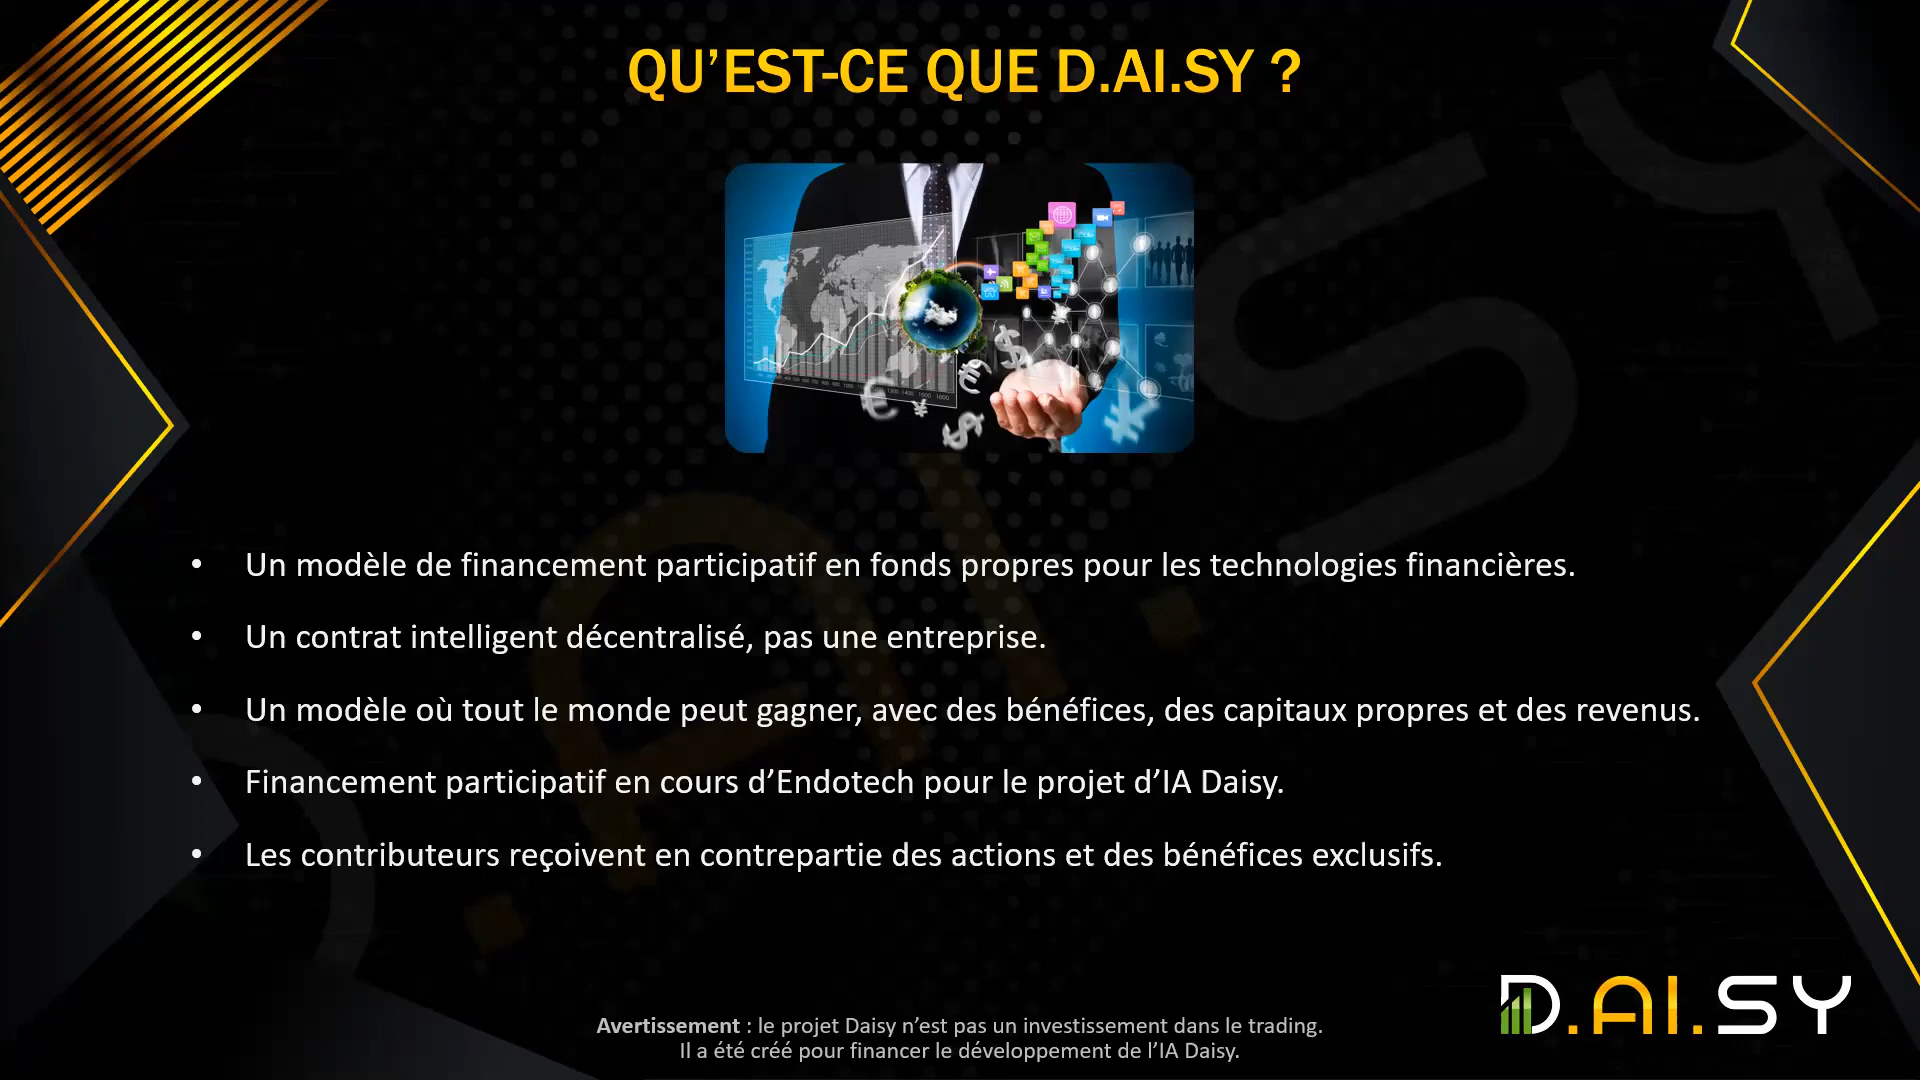 QU’EST-CE QUE D.AI.SY ?
• Un modèle de financement participatif en fonds propres pour les technologies financières.
• Un contrat intelligent décentralisé, pas une entreprise.
• Un modèle où tout le monde peut gagner, avec des bénéfices, des capitaux propres et des revenus.
• Financement participatif en cours d’Endotech pour le projet d’IA Daisy.
• Les contributeurs reçoivent en contrepartie des actions et des bénéfices exclusifs.
Avertissement : le projet Daisy n’est pas un investissement dans le trading.
Il a été créé pour financer le développement de l’IA Daisy.
D.AI.SY